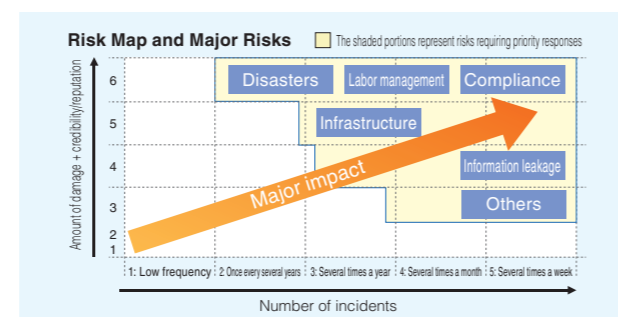 Risk Map and Major Risks
The shaded portions represent risks requiring priority responses
Amount of damage + credibility/reputation
6
5
4
3
2
1
Disasters
Labor management
Compliance
Infrastructure
Information leakage
Others
Major impact
1: Low frequency
2: Once every several years
3: Several times a year
4: Several times a month
5: Several times a week
Number of incidents